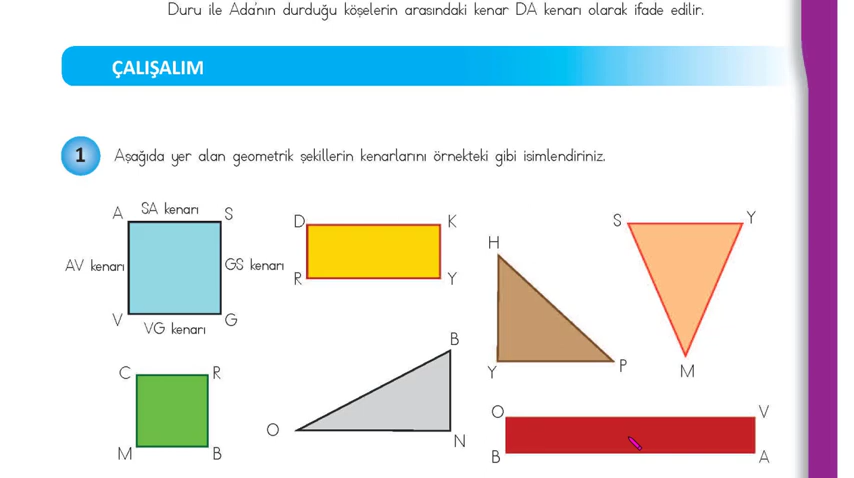 Duru ile Ada'nın durduğu köşelerin arasındaki kenar DA kenarı olarak ifade edilir.
ÇALIŞALIM
1 Aşağıda yer alan geometrik şekillerin kenarlarını örnekteki gibi isimlendiriniz.
A SA kenarı S
AV kenarı GS kenarı
V VG kenarı G
D K
R Y
H
Y P
S Y
M
C R
M B
B
O N
O V
B A